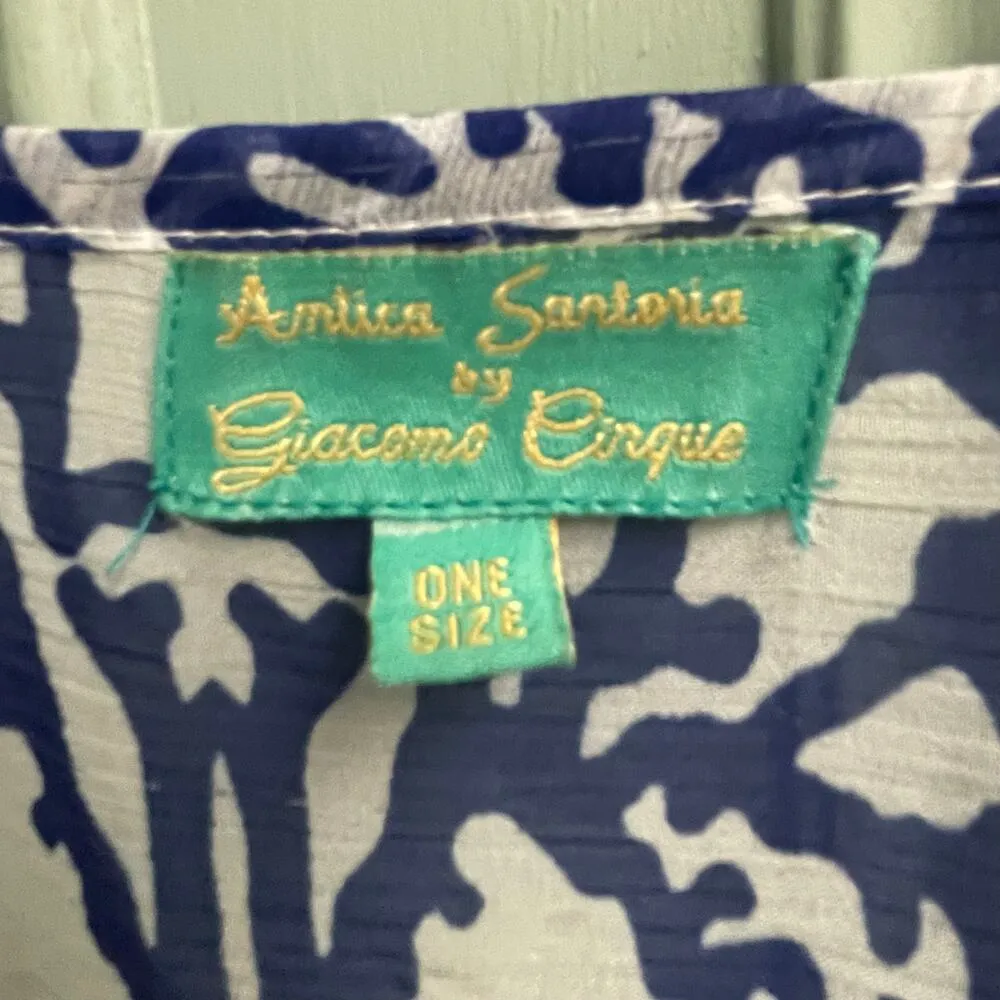 Antica Sartoria
by
Giacomo Cinque
ONE
SIZE